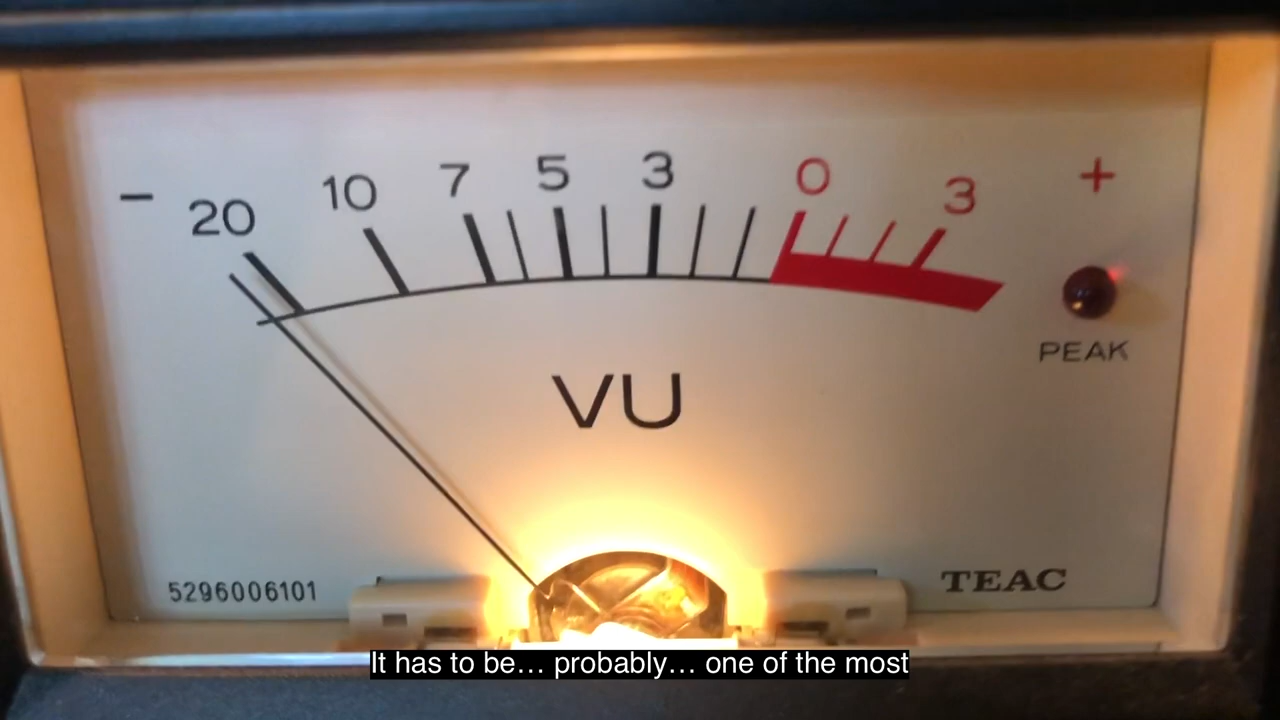 − 20 10 7 5 3 0 3 +
PEAK
VU
5296006101 TEAC
It has to be… probably… one of the most